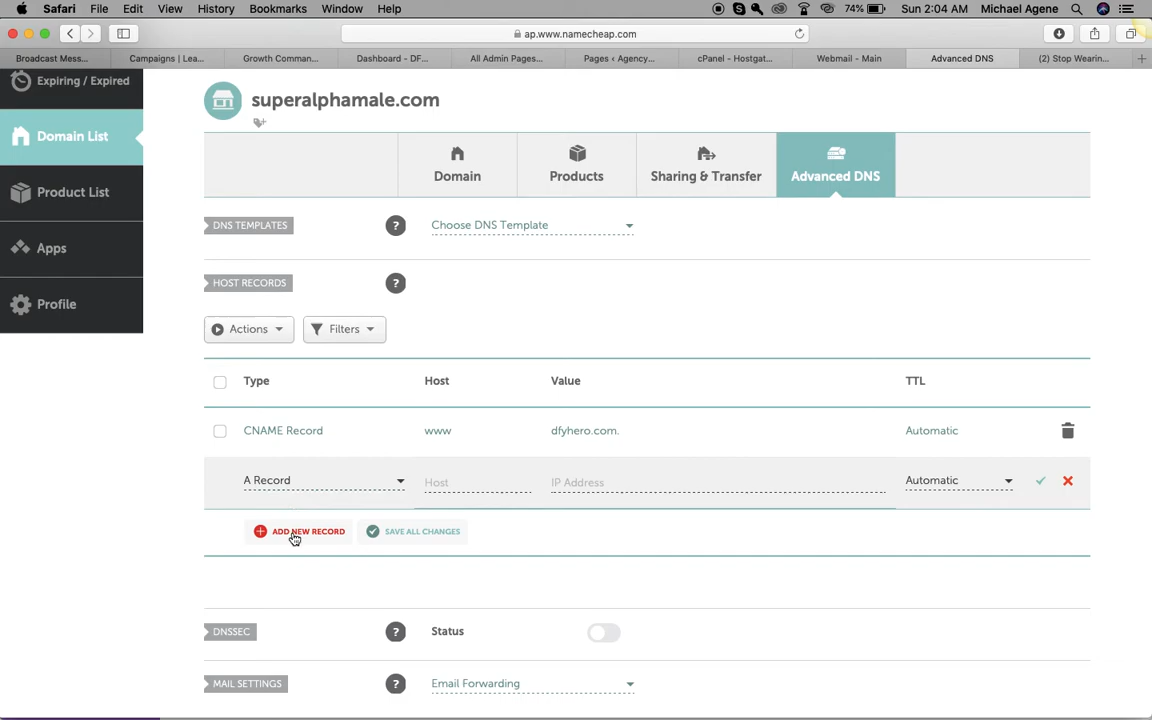 Safari File Edit View History Bookmarks Window Help 74% Sun 2:04 AM Michael Agene
ap.www.namecheap.com
Broadcast Mess... Campaigns | Lea... Growth Comman... Dashboard - DF... All Admin Pages... Pages < Agency... cPanel - Hostgat... Webmail - Main Advanced DNS (2) Stop Wearin...
Expiring / Expired
Domain List
Product List
Apps
Profile
superalphamale.com
Domain Products Sharing & Transfer Advanced DNS
DNS TEMPLATES ? Choose DNS Template
HOST RECORDS ?
Actions Filters
Type Host Value TTL
CNAME Record www dfyhero.com. Automatic
A Record Host IP Address Automatic
ADD NEW RECORD SAVE ALL CHANGES
DNSSEC ? Status
MAIL SETTINGS ? Email Forwarding